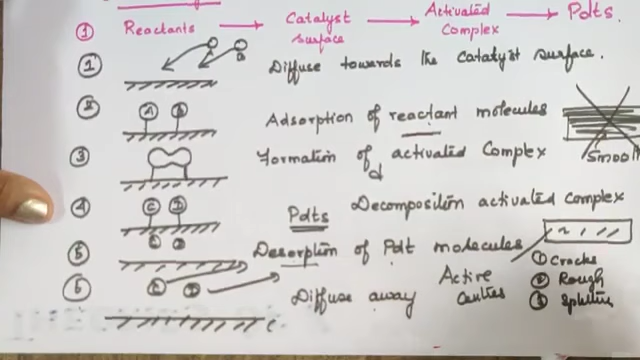 ① Reactants → Catalyst surface → Activated Complex → Pdts.
① Diffuse towards the Catalyst surface.
② A B Adsorption of reactant molecules
③ Formation of activated Complex
Smooth
④ C D Pdts Decomposition activated complex
⑤ Desorption of Pdt molecules
⑥ Diffuse away
Active Centres
① Cracks
② Rough
③